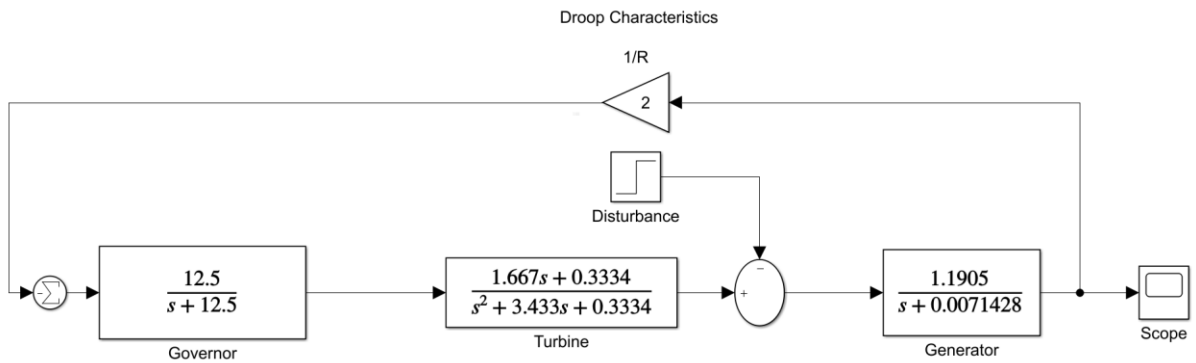 Droop Characteristics
1/R
2
Disturbance
-
-
Σ
+
12.5
s + 12.5
1.667s + 0.3334
s² + 3.433s + 0.3334
1.1905
s + 0.0071428
Governor
Turbine
Generator
Scope